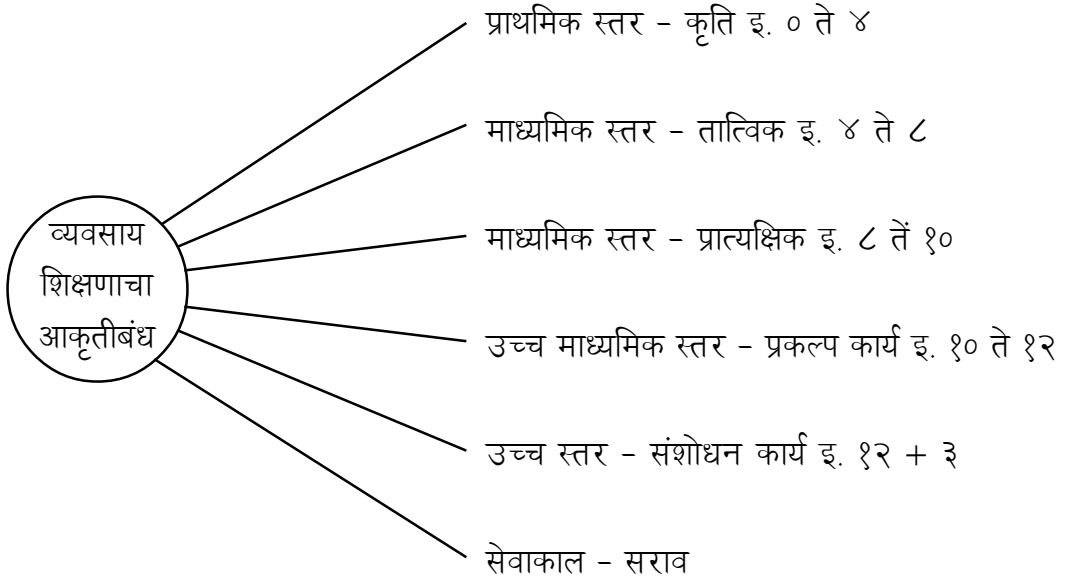 प्राथमिक स्तर - कृति इ. ० ते ४
माध्यमिक स्तर - तात्विक इ. ४ ते ८
व्यवसाय
शिक्षणाचा
आकृतीबंध
माध्यमिक स्तर - प्रात्यक्षिक इ. ८ तें १०
उच्च माध्यमिक स्तर - प्रकल्प कार्य इ. १० ते १२
उच्च स्तर - संशोधन कार्य इ. १२ + ३
सेवाकाल - सराव